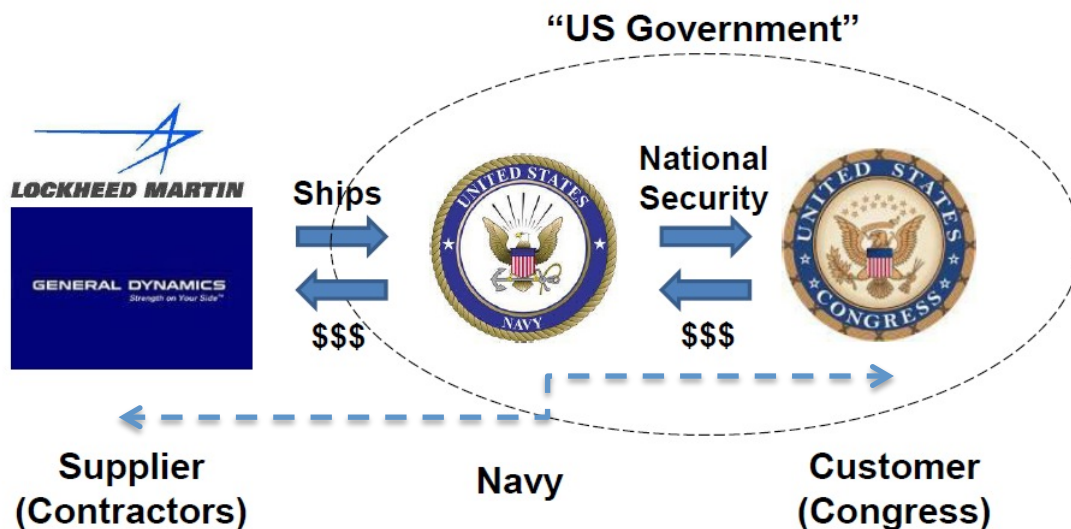 “US Government”
LOCKHEED MARTIN
GENERAL DYNAMICS
Strength on Your Side™
Ships
$$$
UNITED STATES
NAVY
National
Security
$$$
UNITED STATES
CONGRESS
Supplier
(Contractors)
Navy
Customer
(Congress)